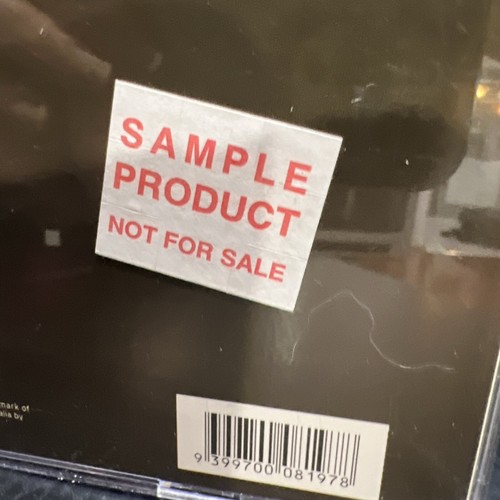 SAMPLE
PRODUCT
NOT FOR SALE
mark of
alia by
9 399700 081978